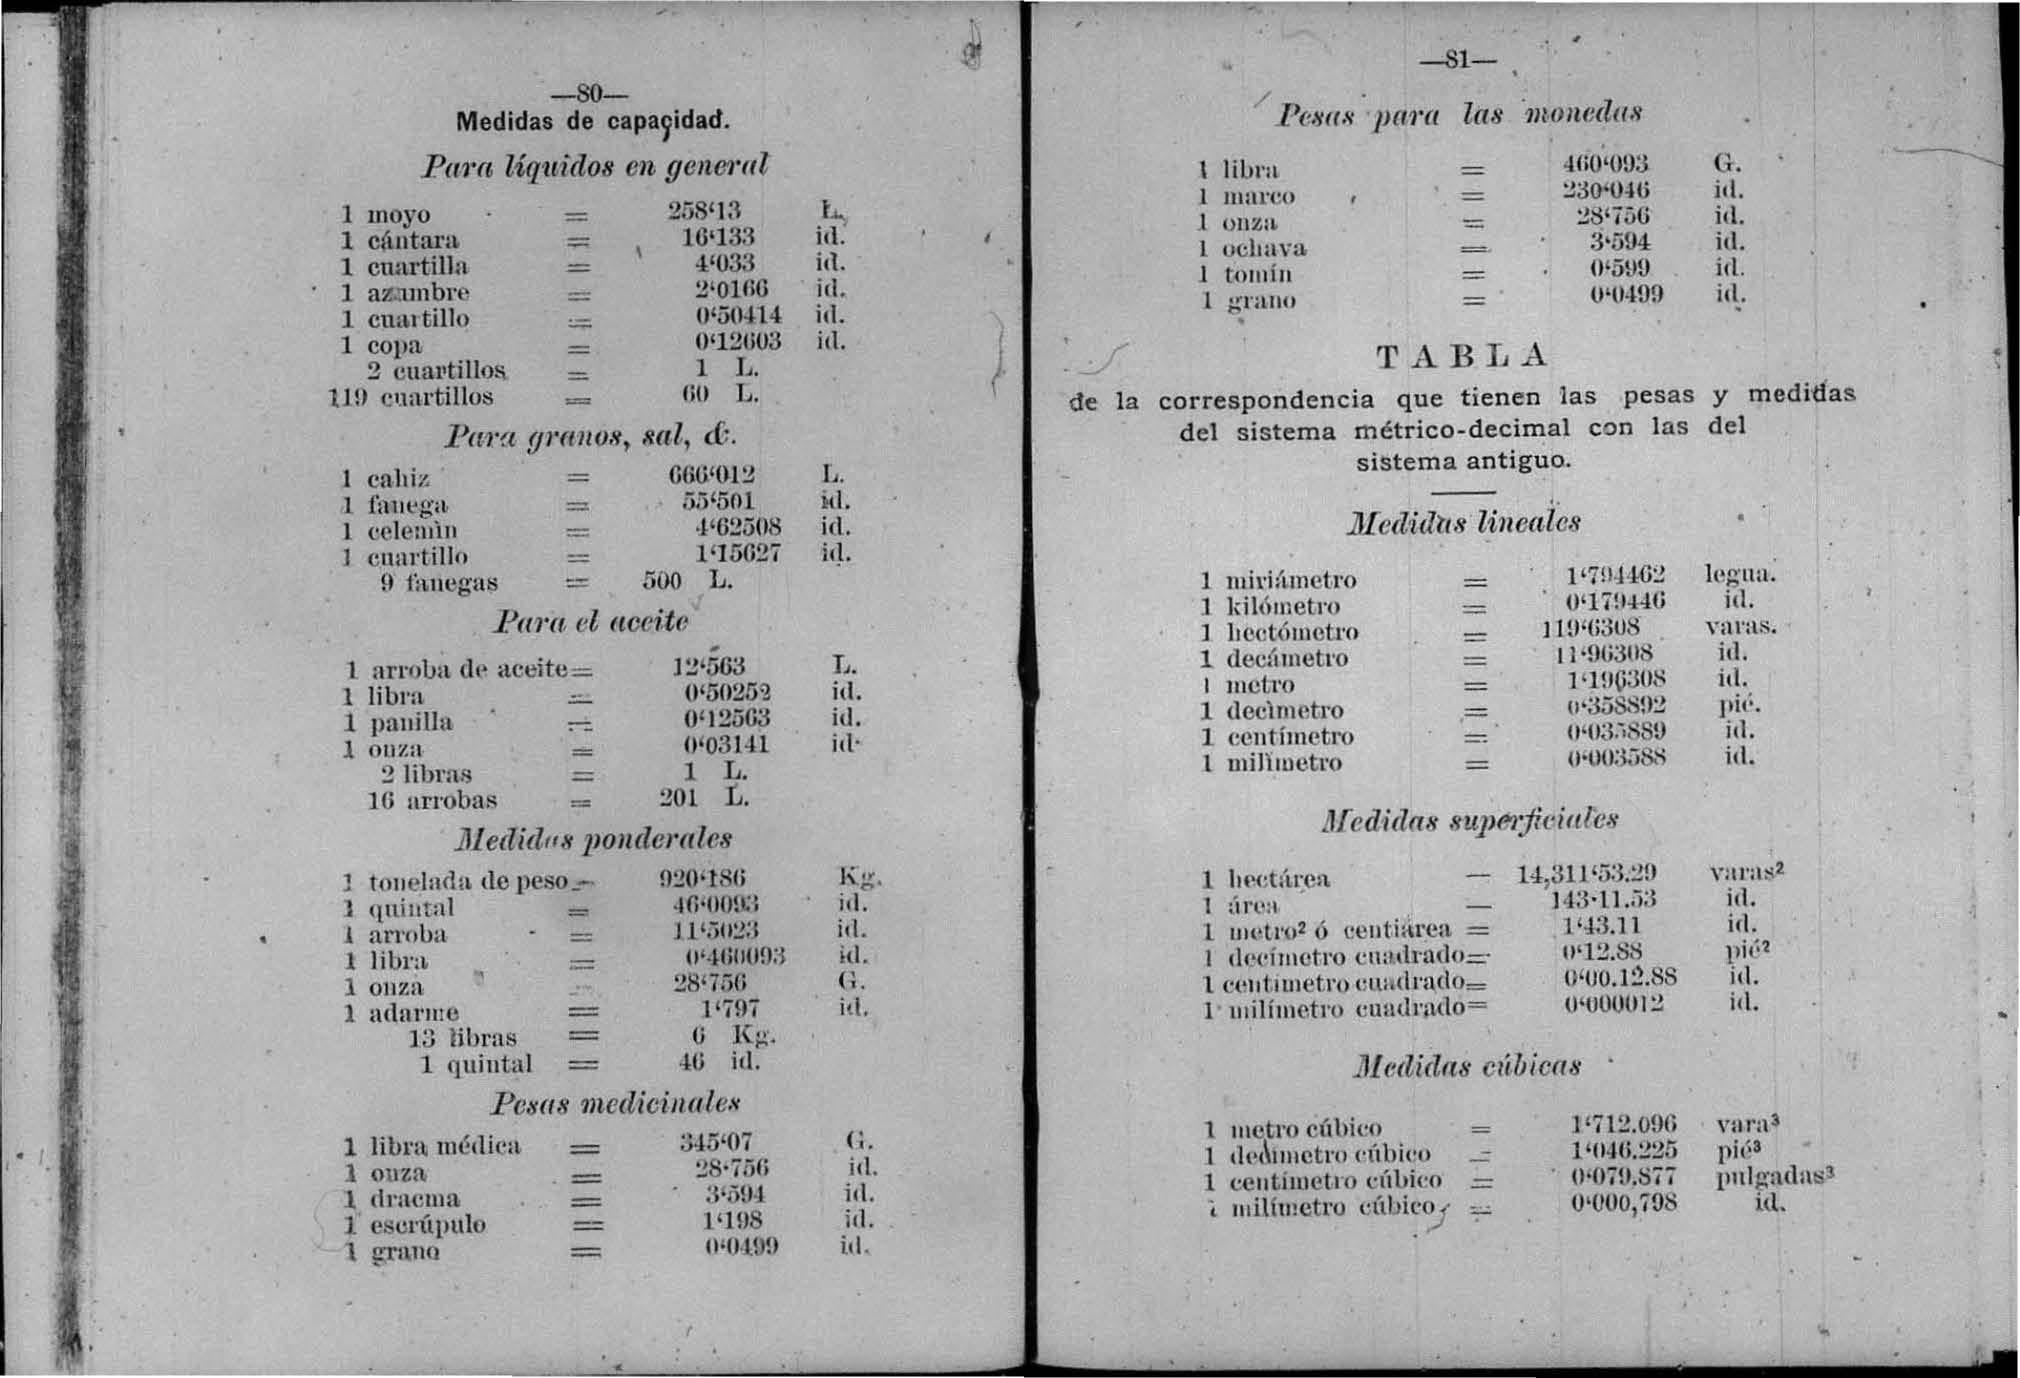 —80—
Medidas de capacidad.
Para líquidos en general
1 moyo = 258‘13 L.
1 cántara = 16‘133 id.
1 cuartilla = 4‘033 id.
1 azumbre = 2‘0166 id.
1 cuartillo = 0‘50414 id.
1 copa = 0‘12603 id.
2 cuartillos = 1 L.
119 cuartillos = 60 L.
Para granos, sal, &.
1 cahiz = 666‘012 L.
1 fanega = 55‘501 id.
1 celemìn = 4‘62508 id.
1 cuartillo = 1‘15627 id.
9 fanegas = 500 L.
Para el aceite
1 arroba de aceite = 12‘563 L.
1 libra = 0‘50252 id.
1 panilla = 0‘12563 id.
1 onza = 0‘03141 id.
2 libras = 1 L.
16 arrobas = 201 L.
Medidas ponderales
1 tonelada de peso = 920‘186 Kg.
1 quintal = 46‘0093 id.
1 arroba = 11‘5023 id.
1 libra = 0‘460093 id.
1 onza = 28‘756 G.
1 adarme = 1‘797 id.
13 libras = 6 Kg.
1 quintal = 46 id.
Pesas medicinales
1 libra médica = 345‘07 G.
1 onza = 28‘756 id.
1 dracma = 3‘594 id.
1 escrúpulo = 1‘198 id.
1 grano = 0‘0499 id.
—81—
Pesas para las monedas
1 libra = 460‘093 G.
1 marco = 230‘046 id.
1 onza = 28‘756 id.
1 ochava = 3‘594 id.
1 tomín = 0‘599 id.
1 grano = 0‘0499 id.
TABLA
de la correspondencia que tienen las pesas y medidas
del sistema métrico-decimal con las del
sistema antiguo.
Medidas lineales
1 miriámetro = 1‘794462 legua.
1 kilómetro = 0‘179446 id.
1 hectómetro = 119‘6308 varas.
1 decámetro = 11‘96308 id.
1 metro = 1‘196308 id.
1 decìmetro = 0‘358892 pié.
1 centímetro = 0‘035889 id.
1 milìmetro = 0‘003588 id.
Medidas superficiales
1 hectárea — 14,311‘53.29 varas²
1 área — 143·11.53 id.
1 metro² ó centiárea = 1‘43.11 id.
1 decímetro cuadrado = 0‘12.88 pié²
1 centímetro cuadrado = 0‘00.12.88 id.
1 milímetro cuadrado = 0‘000012 id.
Medidas cúbicas
1 metro cúbico = 1‘712.096 vara³
1 decímetro cúbico = 1‘046.225 pié³
1 centímetro cúbico = 0‘079.877 pulgadas³
1 milímetro cúbico = 0‘000,798 id.